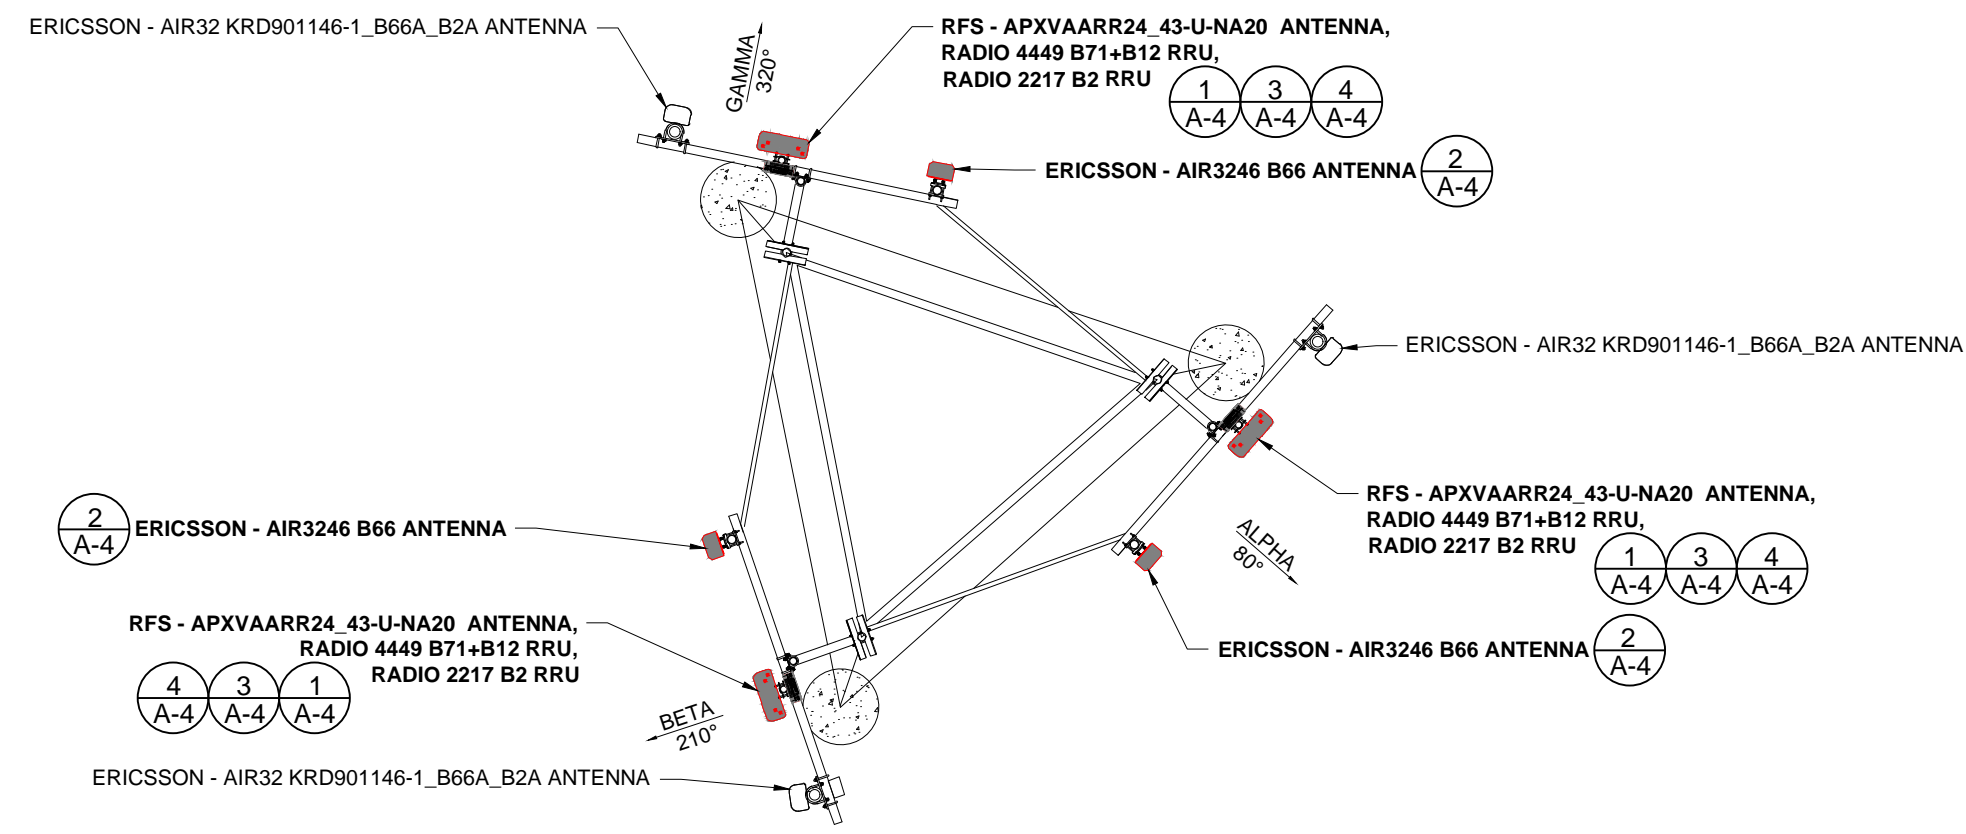 ERICSSON - AIR32 KRD901146-1_B66A_B2A ANTENNA
GAMMA
320°
RFS - APXVAARR24_43-U-NA20 ANTENNA,
RADIO 4449 B71+B12 RRU,
RADIO 2217 B2 RRU
1 3 4
A-4 A-4 A-4
ERICSSON - AIR3246 B66 ANTENNA
2
A-4
ERICSSON - AIR32 KRD901146-1_B66A_B2A ANTENNA
RFS - APXVAARR24_43-U-NA20 ANTENNA,
RADIO 4449 B71+B12 RRU,
RADIO 2217 B2 RRU
1 3 4
A-4 A-4 A-4
ALPHA
80°
ERICSSON - AIR3246 B66 ANTENNA
2
A-4
2
A-4
ERICSSON - AIR3246 B66 ANTENNA
RFS - APXVAARR24_43-U-NA20 ANTENNA,
RADIO 4449 B71+B12 RRU,
RADIO 2217 B2 RRU
4 3 1
A-4 A-4 A-4
BETA
210°
ERICSSON - AIR32 KRD901146-1_B66A_B2A ANTENNA